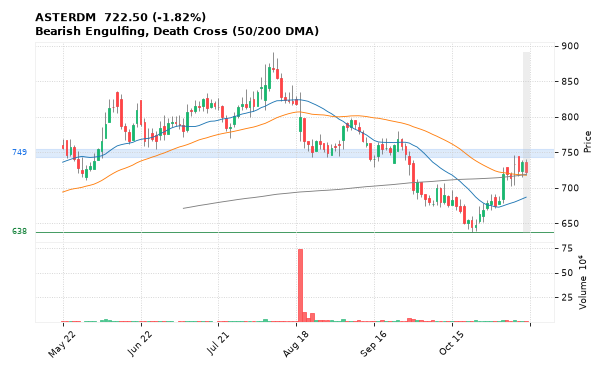 ASTERDM 722.50 (-1.82%)
Bearish Engulfing, Death Cross (50/200 DMA)
900
850
800
749
750
700
650
638
Price
75
50
25
Volume 10⁴
May 22
Jun 22
Jul 21
Aug 18
Sep 16
Oct 15